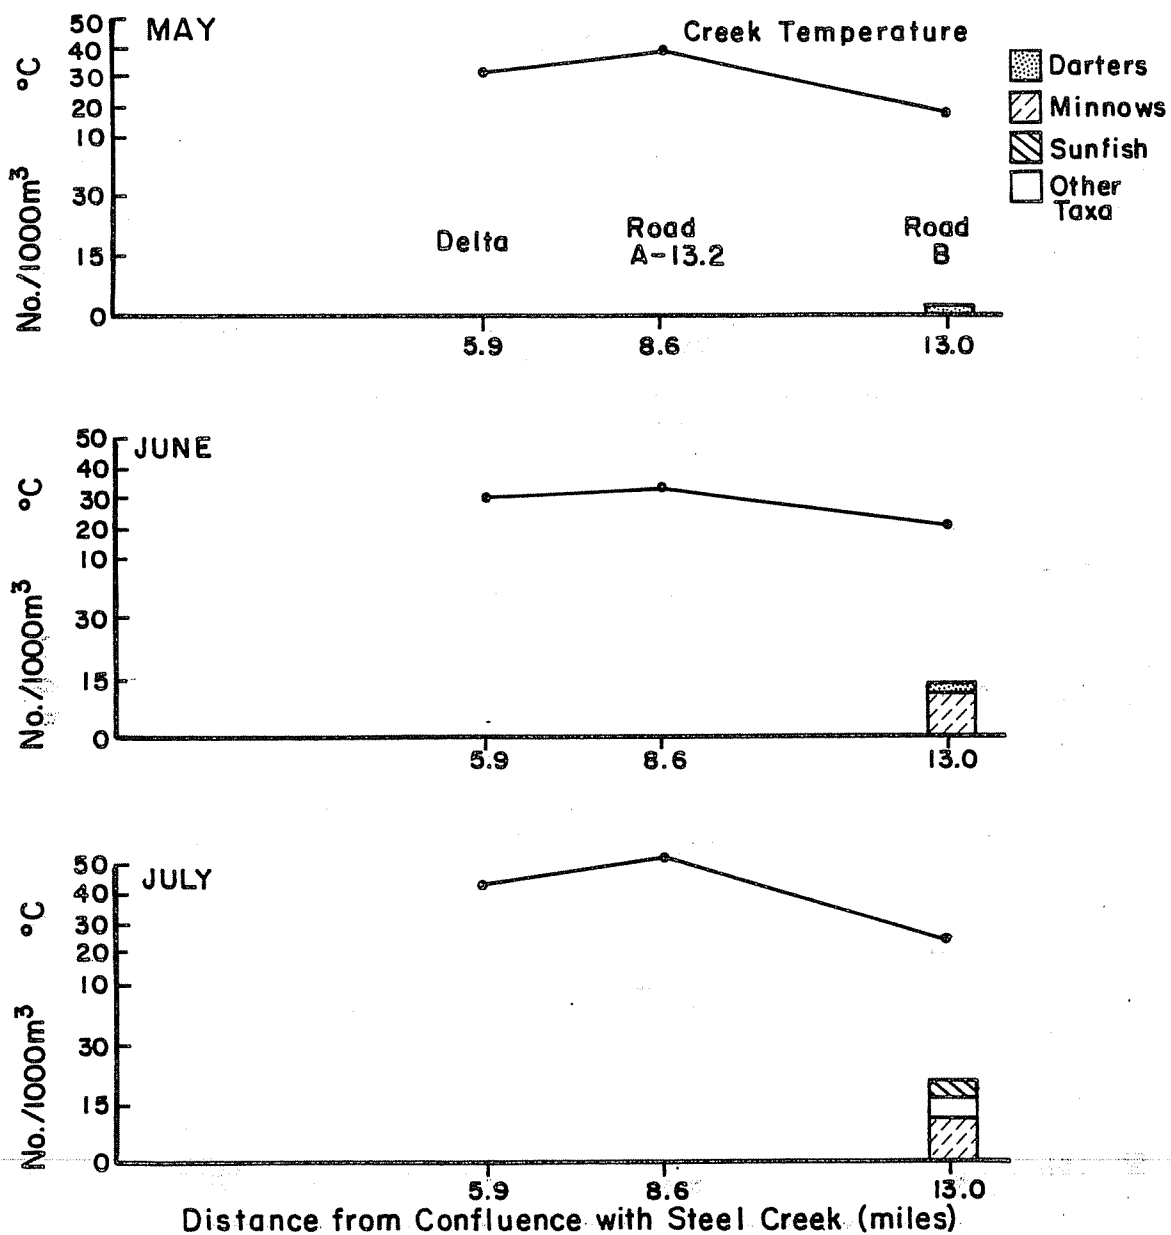 MAY
Creek Temperature
Darters
Minnows
Sunfish
Other
Taxa
°C
50
40
30
20
10
No./1000m³
30
15
0
Delta
Road
A-13.2
Road
B
5.9
8.6
13.0
JUNE
°C
50
40
30
20
10
No./1000m³
30
15
0
5.9
8.6
13.0
JULY
°C
50
40
30
20
10
No./1000m³
30
15
0
5.9
8.6
13.0
Distance from Confluence with Steel Creek (miles)